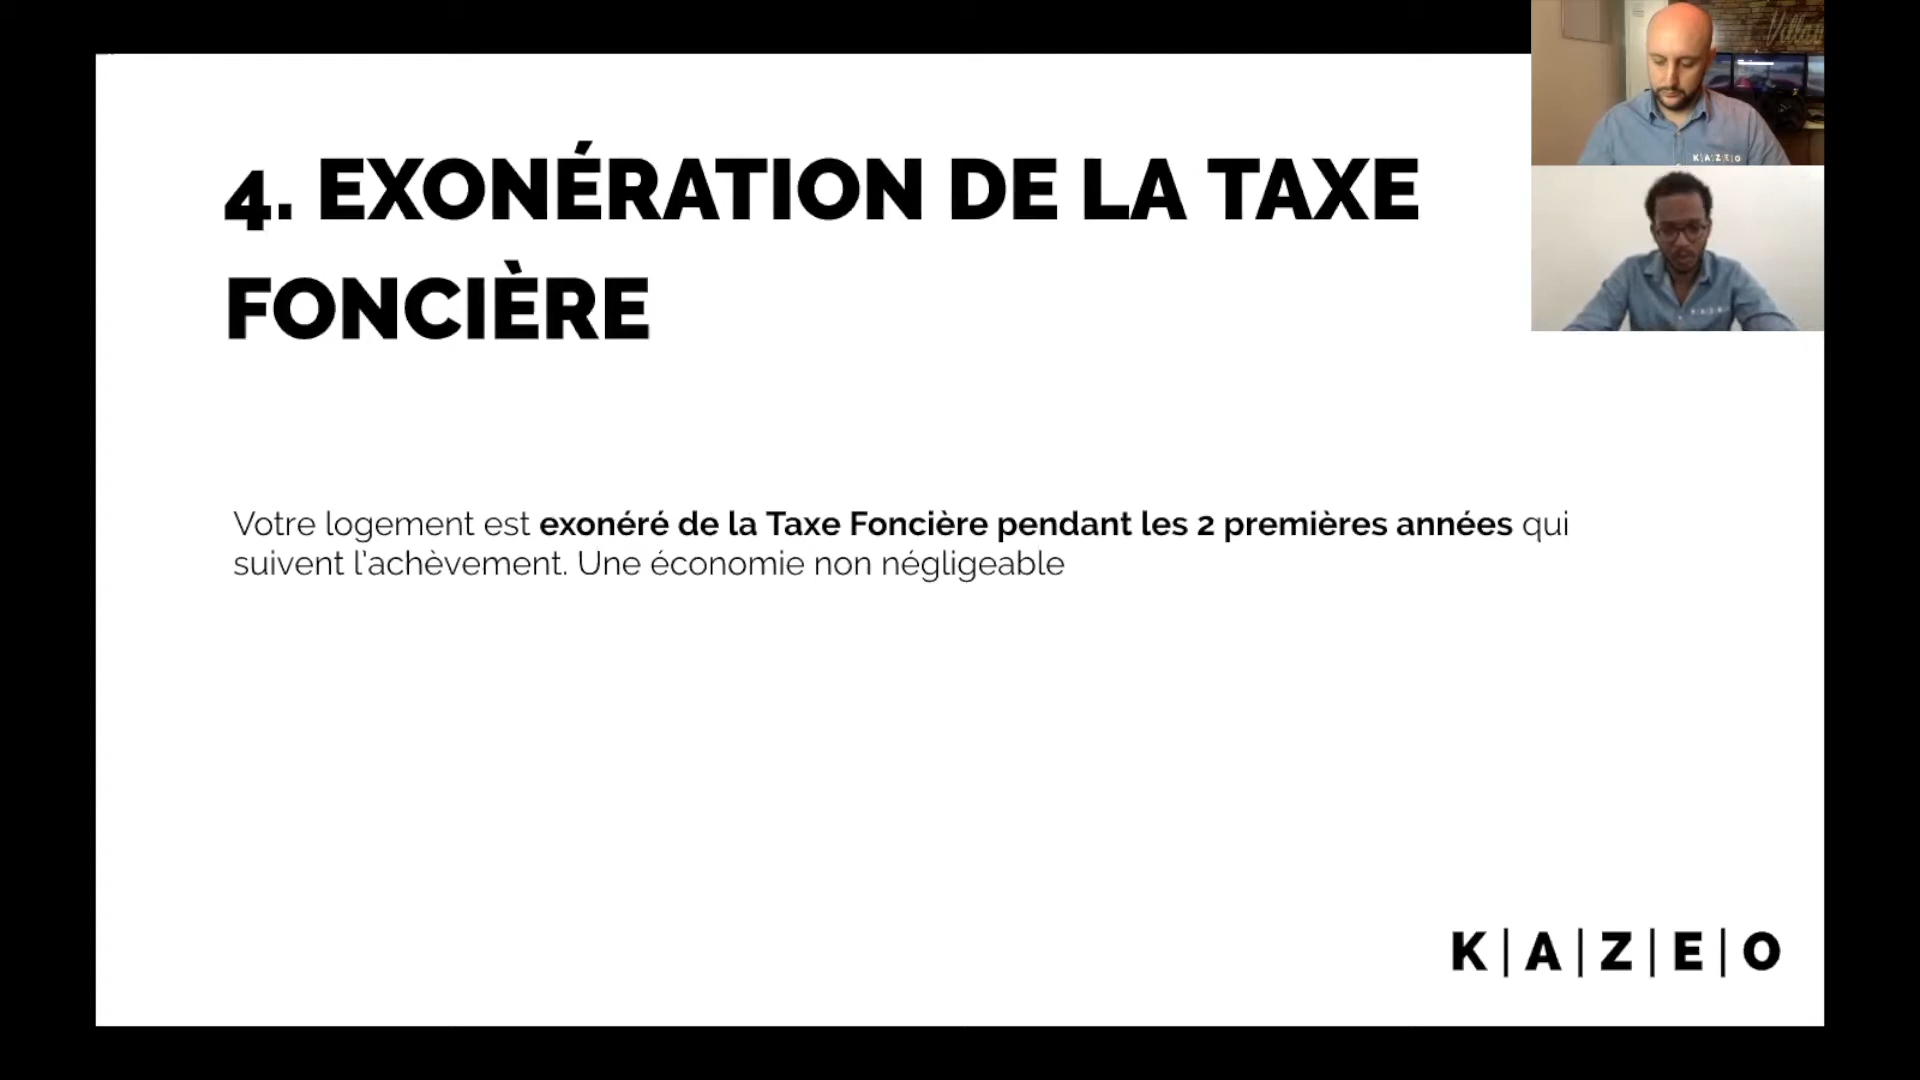 4. EXONÉRATION DE LA TAXE
FONCIÈRE
Votre logement est exonéré de la Taxe Foncière pendant les 2 premières années qui
suivent l'achèvement. Une économie non négligeable
K|A|Z|E|O
K|A|Z|E|O